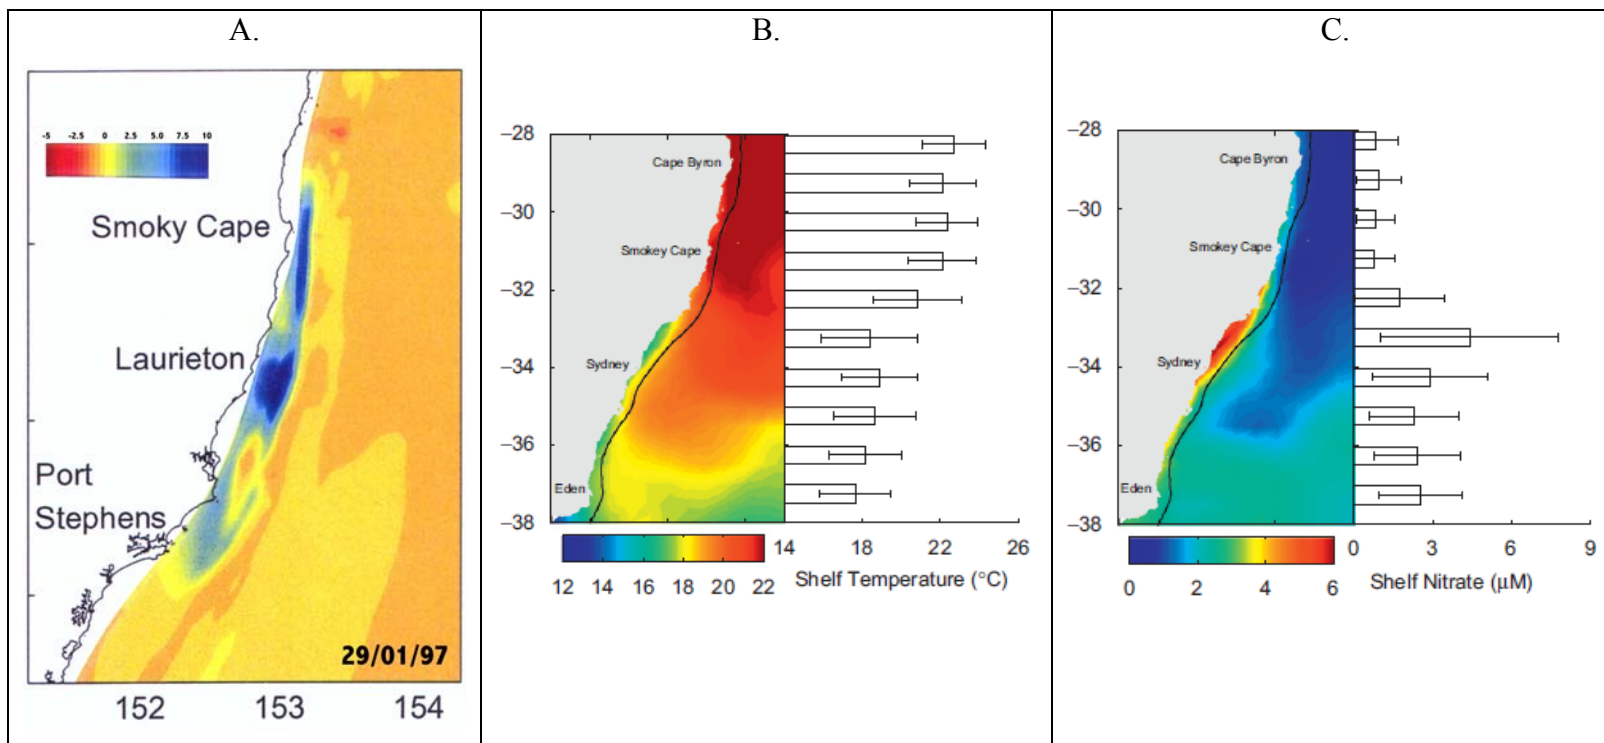 A.
-5 -2.5 0 2.5 5.0 7.5 10
Smoky Cape
Laurieton
Port
Stephens
29/01/97
152 153 154
B.
−28
Cape Byron
−30
Smokey Cape
−32
−34
Sydney
−36
Eden
−38
12 14 16 18 20 22
14 18 22 26
Shelf Temperature (°C)
C.
−28
Cape Byron
−30
Smokey Cape
−32
−34
Sydney
−36
Eden
−38
0 2 4 6
0 3 6 9
Shelf Nitrate (μM)